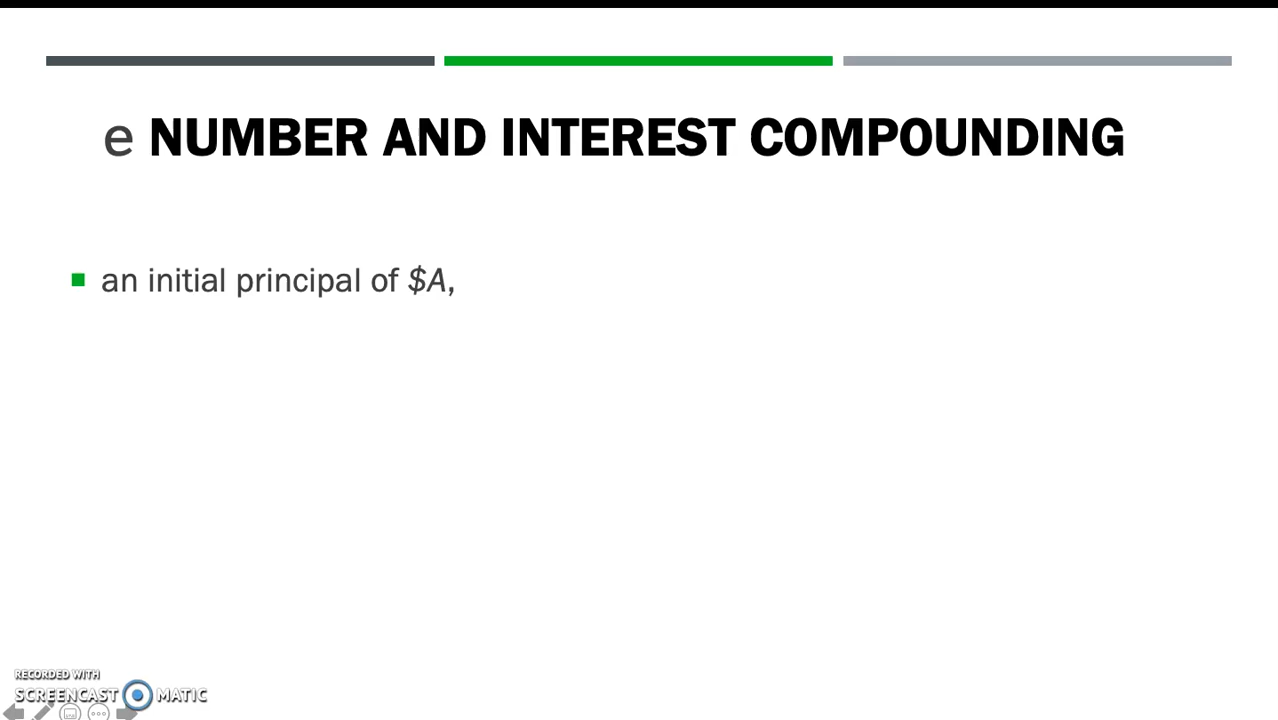 e NUMBER AND INTEREST COMPOUNDING
an initial principal of $A,
RECORDED WITH
SCREENCAST MATIC